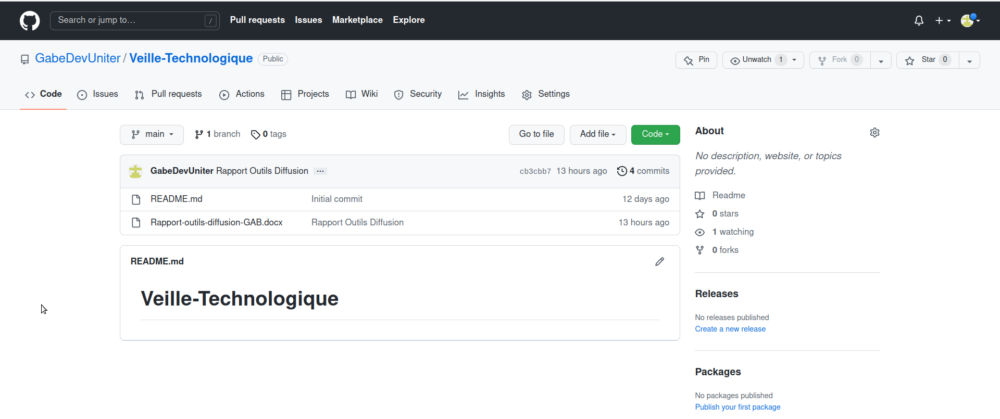 Search or jump to... / Pull requests Issues Marketplace Explore
GabeDevUniter / Veille-Technologique Public Pin Unwatch 1 Fork 0 Star 0
Code Issues Pull requests Actions Projects Wiki Security Insights Settings
main 1 branch 0 tags Go to file Add file Code
GabeDevUniter Rapport Outils Diffusion ... cb3cbb7 13 hours ago 4 commits
README.md Initial commit 12 days ago
Rapport-outils-diffusion-GAB.docx Rapport Outils Diffusion 13 hours ago
README.md
Veille-Technologique
About
No description, website, or topics
provided.
Readme
0 stars
1 watching
0 forks
Releases
No releases published
Create a new release
Packages
No packages published
Publish your first package